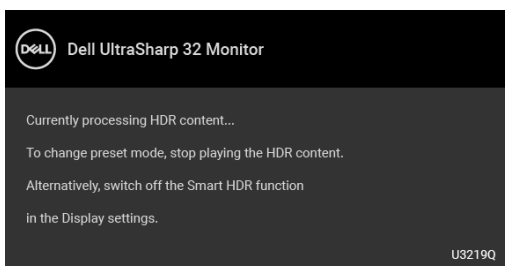 DELL
Dell UltraSharp 32 Monitor
Currently processing HDR content...
To change preset mode, stop playing the HDR content.
Alternatively, switch off the Smart HDR function
in the Display settings.
U3219Q